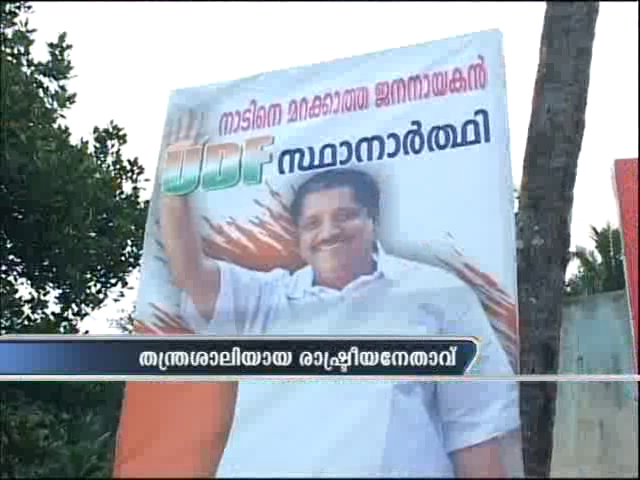 നാടിനെ മറക്കാത്ത ജനനായകൻ
UDF സ്ഥാനാർത്ഥി
തന്ത്രശാലിയായ രാഷ്ട്രീയനേതാവ്